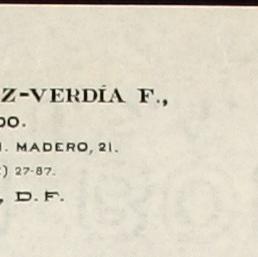 Z-VERDÍA F.,
DO.
. MADERO, 21.
) 27-87.
, D. F.